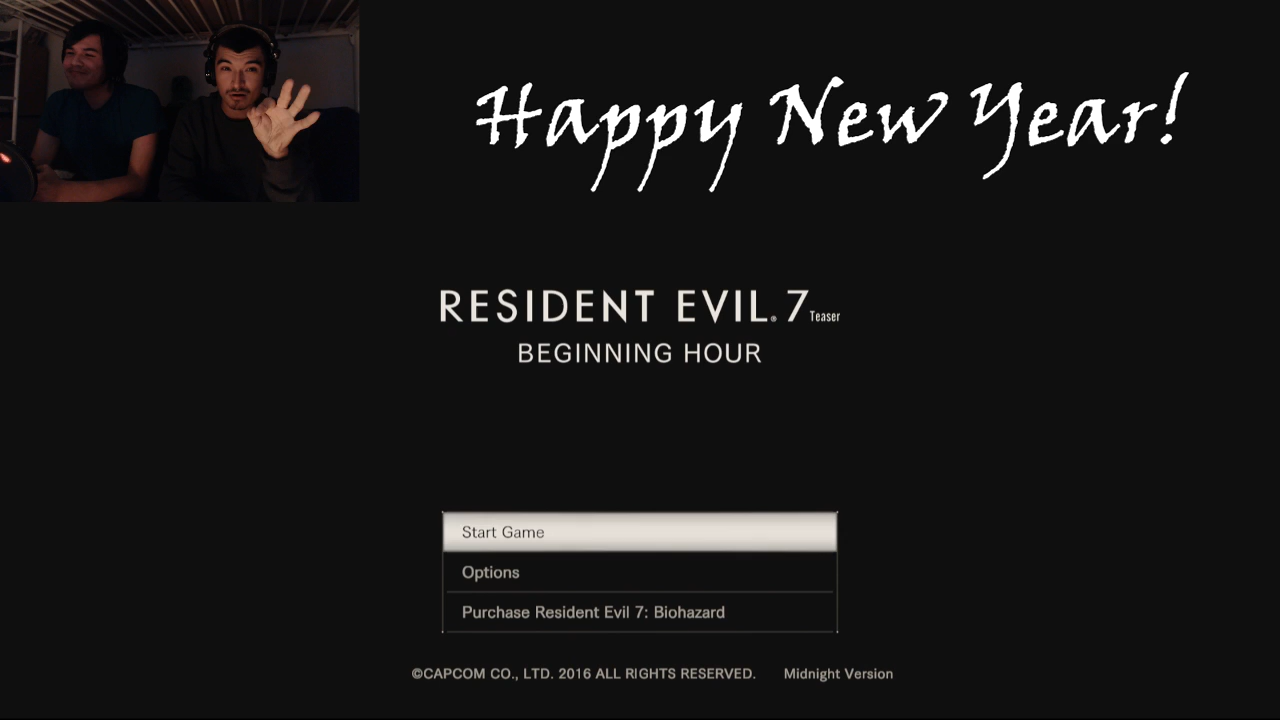 Happy New Year!
RESIDENT EVIL® 7 Teaser
BEGINNING HOUR
Start Game
Options
Purchase Resident Evil 7: Biohazard
©CAPCOM CO., LTD. 2016 ALL RIGHTS RESERVED. Midnight Version